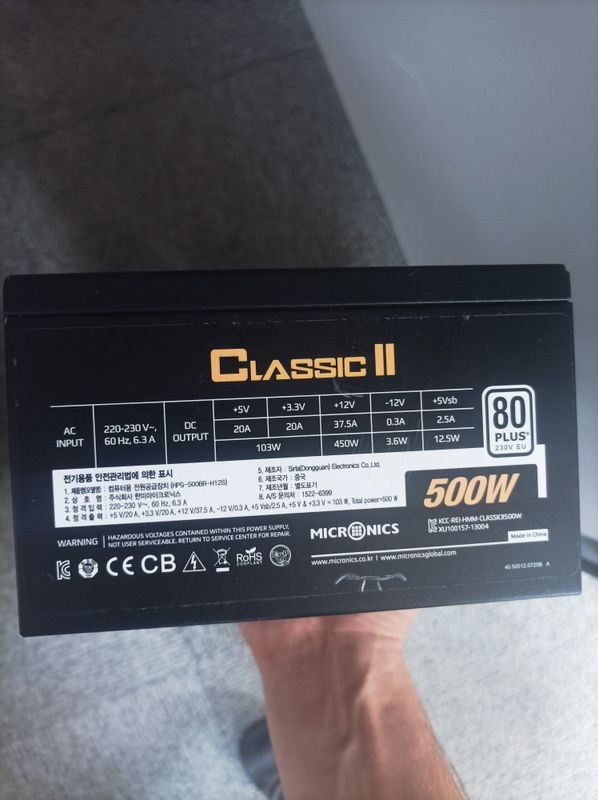 CLASSIC II
AC INPUT 220-230 V~, 60 Hz, 6.3 A DC OUTPUT +5V +3.3V +12V -12V +5Vsb
20A 20A 37.5A 0.3A 2.5A
103W 450W 3.6W 12.5W
80 PLUS 230V EU
전기용품 안전관리법에 의한 표시
1. 제품명(모델명) : 컴퓨터용 전원공급장치 (HPG-500BR-H12S)
2. 상 호 명 : 주식회사 한미마이크로닉스
3. 정격입력 : 220-230 V~, 60 Hz, 6.3 A
4. 정격출력 : +5 V/20 A, +3.3 V/20 A, +12 V/37.5 A, -12 V/0.3 A, +5 Vsb/2.5 A, +5 V & +3.3 V = 103 W, Total power=500 W
5. 제조자 : Sirfa(Dongguan) Electronics Co.,Ltd.
6. 제조국가 : 중국
7. 제조년월 : 별도표기
8. A/S 문의처 : 1522-6399
500W
WARNING HAZARDOUS VOLTAGES CONTAINED WITHIN THIS POWER SUPPLY,
NOT USER SERVICEABLE. RETURN TO SERVICE CENTER FOR REPAIR.
MICRONICS
www.micronics.co.kr / www.micronicsglobal.com
KCC-REI-HMM-CLASSICII500W
XU100157-13004
Made in China
CE CB RoHS COMPLIANT
40.50012.0720B A